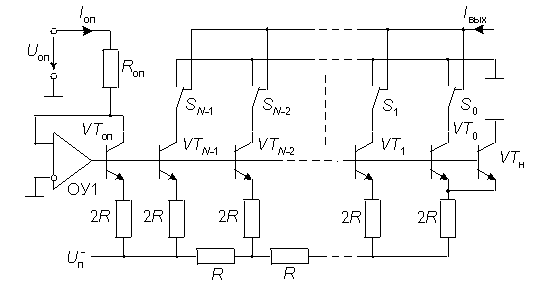 Iоп
Iвых
Uоп
Rоп
SN–1
SN–2
S1
S0
VTоп
VTN–1
VTN–2
VT1
VT0
VTн
ОУ1
2R
2R
2R
2R
2R
Uп–
R
R